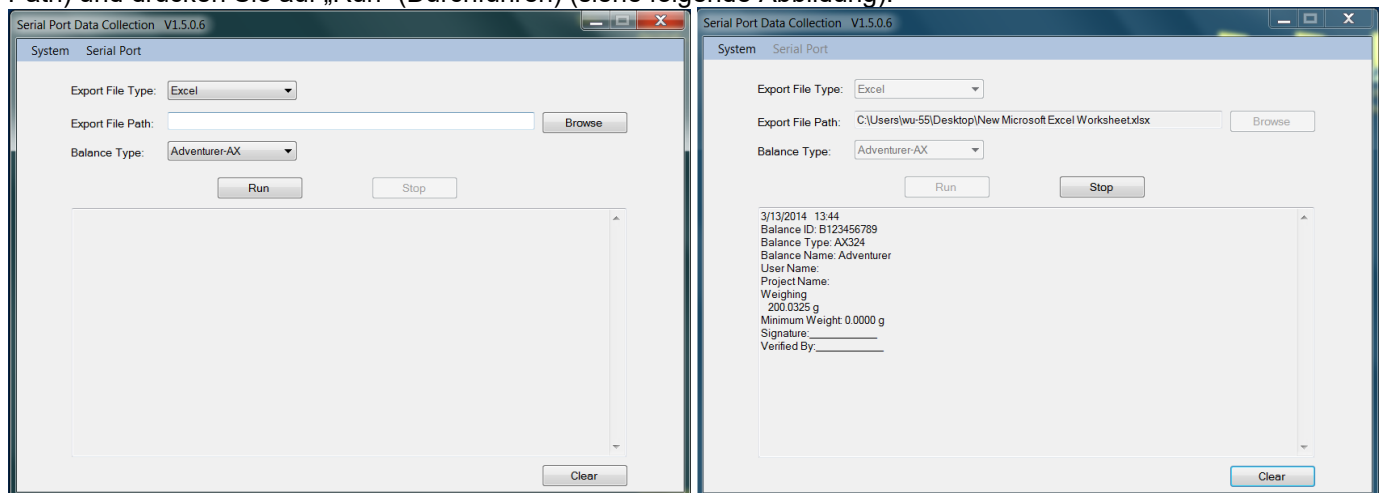 Path) und drücken Sie auf „Run“ (Durchführen) (siehe folgende Abbildung).
Serial Port Data Collection V1.5.0.6
System Serial Port
Export File Type: Excel
Export File Path: Browse
Balance Type: Adventurer-AX
Run Stop
Clear
Serial Port Data Collection V1.5.0.6
System Serial Port
Export File Type: Excel
Export File Path: C:\Users\wu-55\Desktop\New Microsoft Excel Worksheet.xlsx Browse
Balance Type: Adventurer-AX
Run Stop
3/13/2014 13:44
Balance ID: B123456789
Balance Type: AX324
Balance Name: Adventurer
User Name:
Project Name:
Weighing
200.0325 g
Minimum Weight: 0.0000 g
Signature:____________
Verified By:____________
Clear